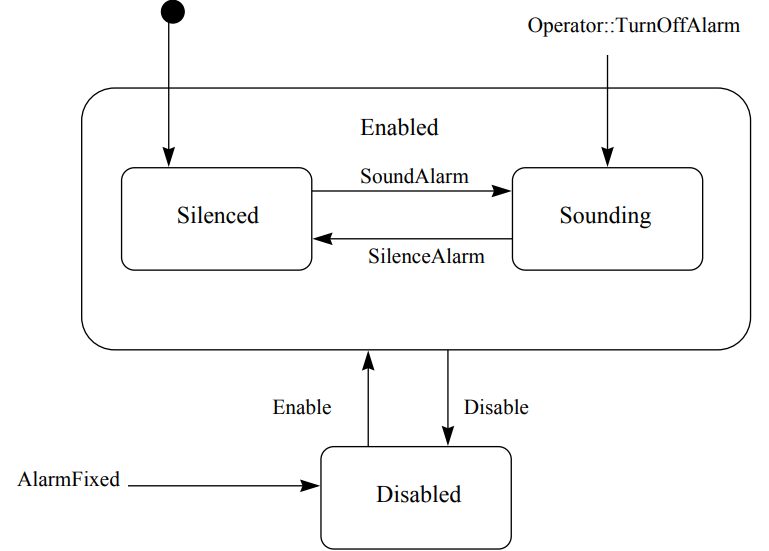 Operator::TurnOffAlarm
Enabled
SoundAlarm
Silenced
Sounding
SilenceAlarm
Enable
Disable
AlarmFixed
Disabled